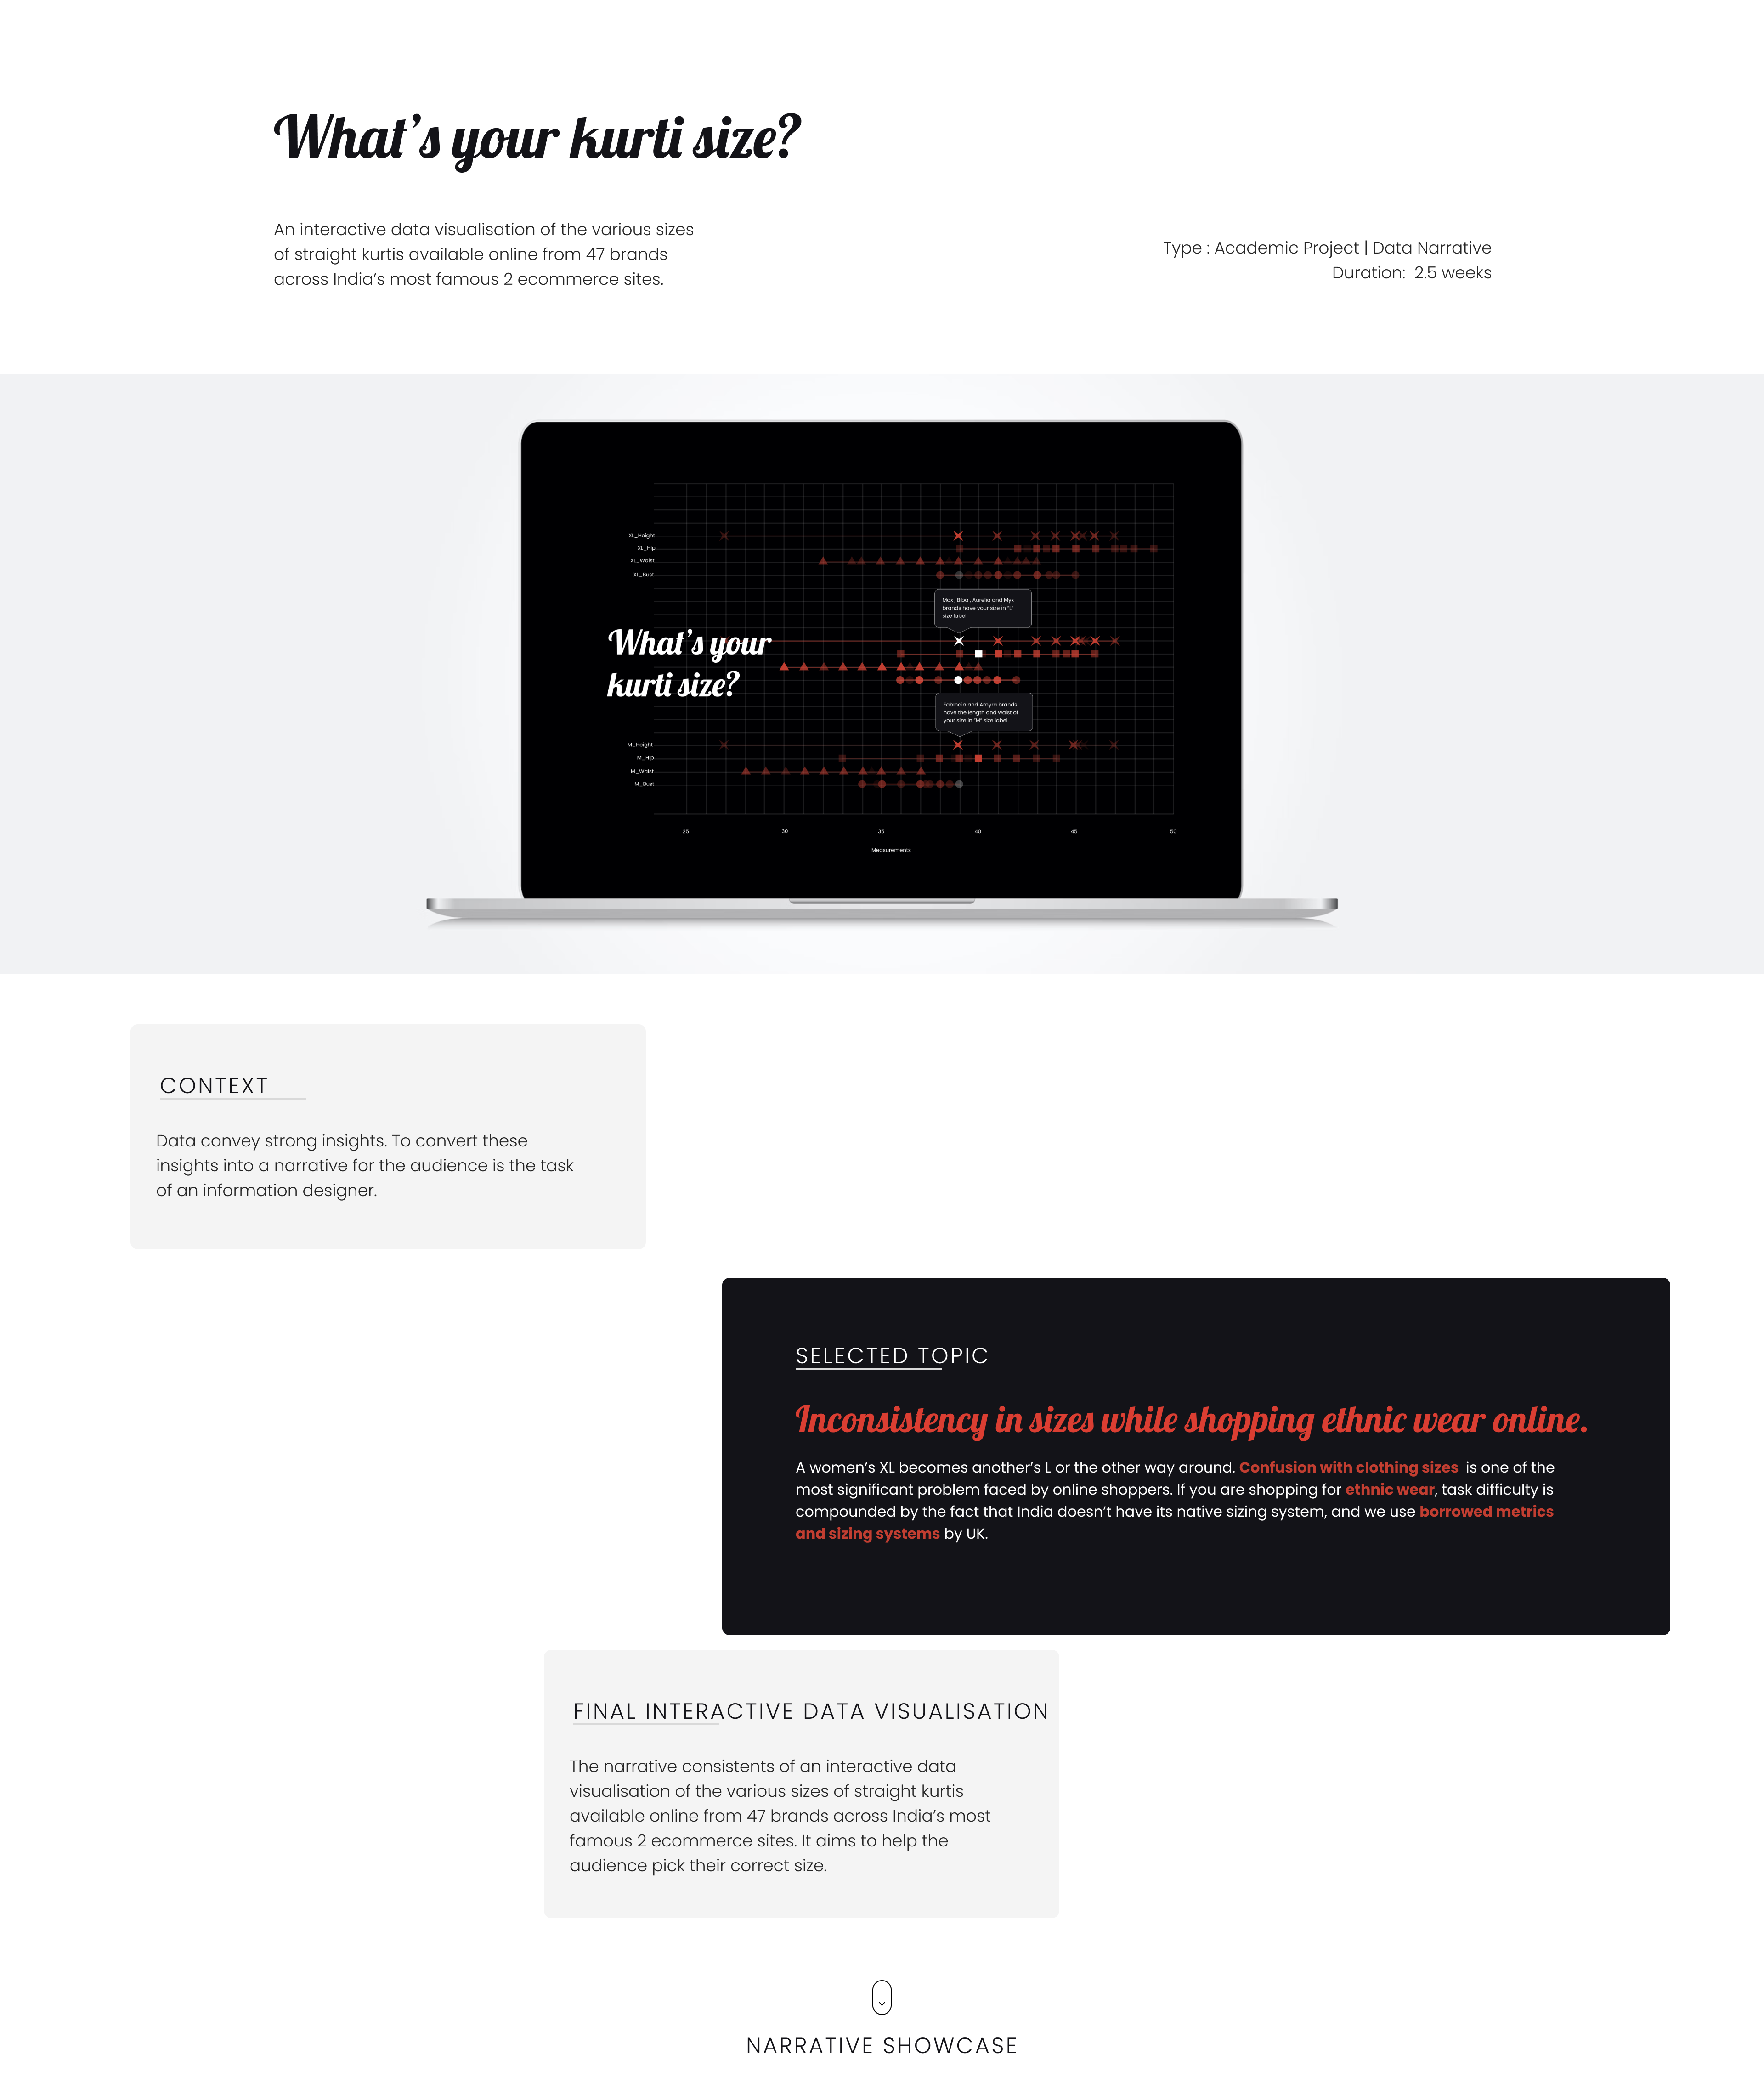 What's your kurti size?
An interactive data visualisation of the various sizes
of straight kurtis available online from 47 brands
across India's most famous 2 ecommerce sites.
Type : Academic Project | Data Narrative
Duration:  2.5 weeks
XL_Height
XL_Hip
XL_Waist
XL_Bust
Max , Biba , Aurelia and Myx
brands have your size in "L"
size label
What's your
kurti size?
FabIndia and Amyra brands
have the length and waist of
your size in "M" size label.
M_Height
M_Hip
M_Waist
M_Bust
25 30 35 40 45 50
Measurements
CONTEXT
Data convey strong insights. To convert these
insights into a narrative for the audience is the task
of an information designer.
SELECTED TOPIC
Inconsistency in sizes while shopping ethnic wear online.
A women's XL becomes another's L or the other way around. Confusion with clothing sizes  is one of the
most significant problem faced by online shoppers. If you are shopping for ethnic wear, task difficulty is
compounded by the fact that India doesn't have its native sizing system, and we use borrowed metrics
and sizing systems by UK.
FINAL INTERACTIVE DATA VISUALISATION
The narrative consistents of an interactive data
visualisation of the various sizes of straight kurtis
available online from 47 brands across India's most
famous 2 ecommerce sites. It aims to help the
audience pick their correct size.
NARRATIVE SHOWCASE